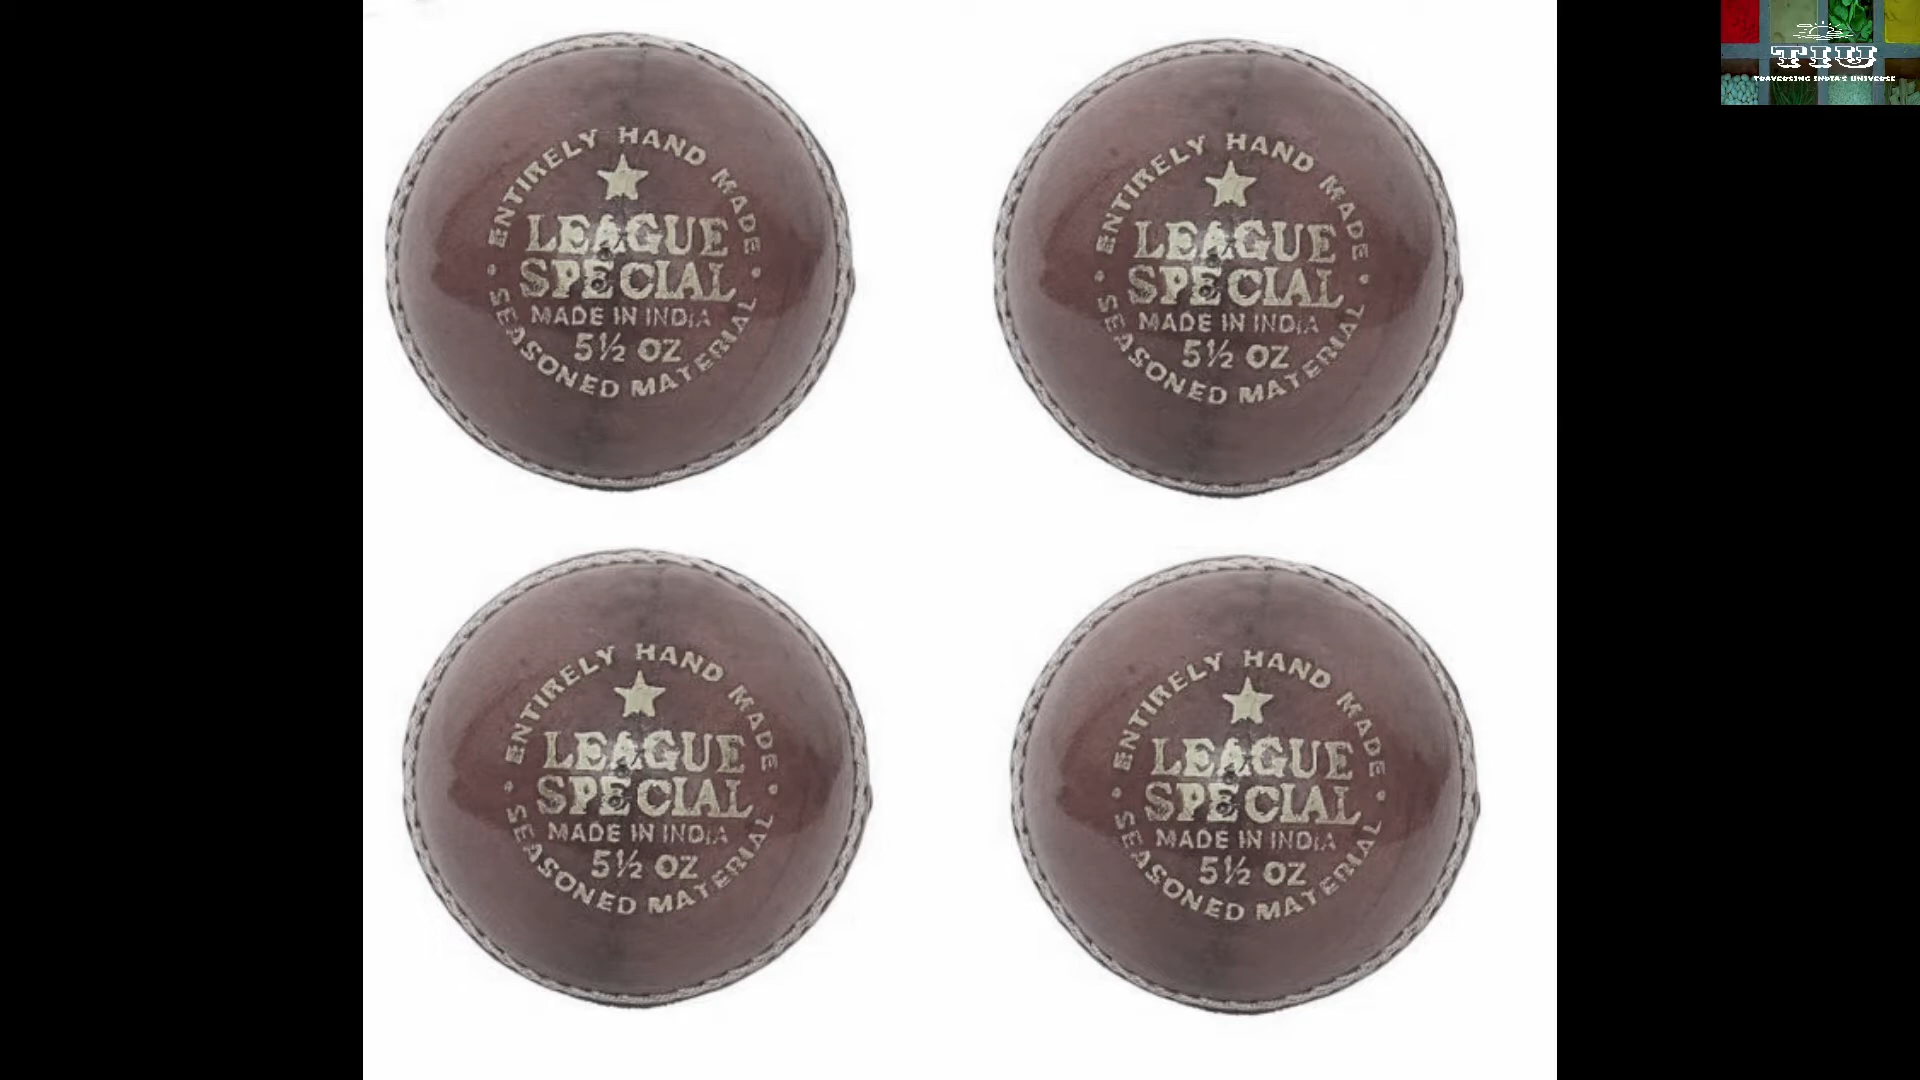 ENTIRELY HAND MADE
LEAGUE
SPECIAL
MADE IN INDIA
5½ OZ
SEASONED MATERIAL
ENTIRELY HAND MADE
LEAGUE
SPECIAL
MADE IN INDIA
5½ OZ
SEASONED MATERIAL
ENTIRELY HAND MADE
LEAGUE
SPECIAL
MADE IN INDIA
5½ OZ
SEASONED MATERIAL
ENTIRELY HAND MADE
LEAGUE
SPECIAL
MADE IN INDIA
5½ OZ
SEASONED MATERIAL
TIU
TRAVERSING INDIA'S UNIVERSE